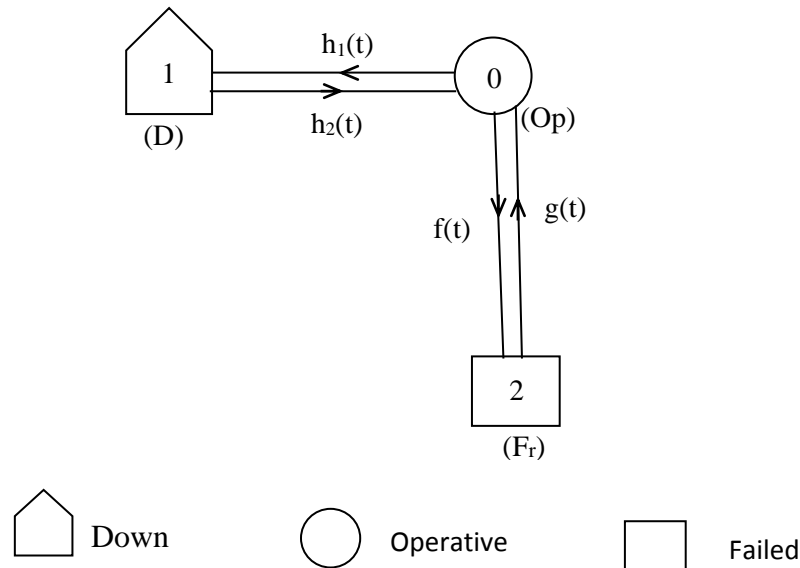 h₁(t)
1
0
(D)
h₂(t)
(Op)
f(t)
g(t)
2
(Fᵣ)
Down
Operative
Failed